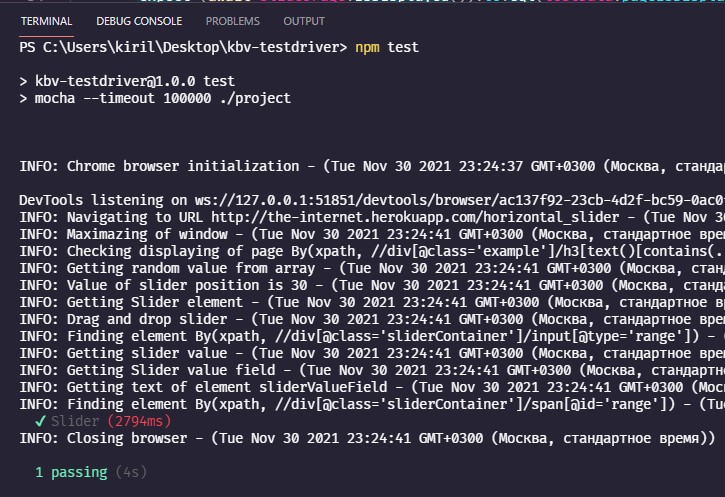 TERMINAL DEBUG CONSOLE PROBLEMS OUTPUT
PS C:\Users\kiril\Desktop\kbv-testdriver> npm test
> kbv-testdriver@1.0.0 test
> mocha --timeout 100000 ./project
INFO: Chrome browser initialization - (Tue Nov 30 2021 23:24:37 GMT+0300 (Москва, станда
DevTools listening on ws://127.0.0.1:51851/devtools/browser/ac137f92-23cb-4d2f-bc59-0ac0
INFO: Navigating to URL http://the-internet.herokuapp.com/horizontal_slider - (Tue Nov 3
INFO: Maximazing of window - (Tue Nov 30 2021 23:24:41 GMT+0300 (Москва, стандартное врем
INFO: Checking displaying of page By(xpath, //div[@class='example']/h3[text()[contains(.
INFO: Getting random value from array - (Tue Nov 30 2021 23:24:41 GMT+0300 (Москва, станд
INFO: Value of slider position is 30 - (Tue Nov 30 2021 23:24:41 GMT+0300 (Москва, станда
INFO: Getting Slider element - (Tue Nov 30 2021 23:24:41 GMT+0300 (Москва, стандартное в
INFO: Drag and drop slider - (Tue Nov 30 2021 23:24:41 GMT+0300 (Москва, стандартное врем
INFO: Finding element By(xpath, //div[@class='sliderContainer']/input[@type='range']) - (
INFO: Getting slider value - (Tue Nov 30 2021 23:24:41 GMT+0300 (Москва, стандартное врем
INFO: Getting Slider value field - (Tue Nov 30 2021 23:24:41 GMT+0300 (Москва, стандартно
INFO: Getting text of element sliderValueField - (Tue Nov 30 2021 23:24:41 GMT+0300 (Моск
INFO: Finding element By(xpath, //div[@class='sliderContainer']/span[@id='range']) - (Tue
✓ Slider (2794ms)
INFO: Closing browser - (Tue Nov 30 2021 23:24:41 GMT+0300 (Москва, стандартное время))
1 passing (4s)